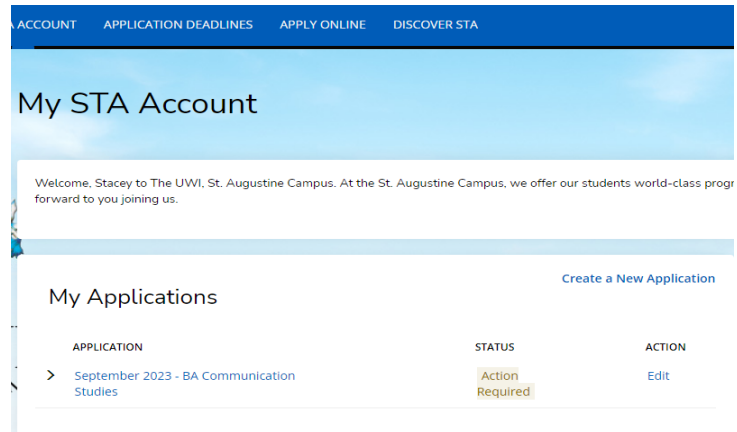 ACCOUNT APPLICATION DEADLINES APPLY ONLINE DISCOVER STA
My STA Account
Welcome, Stacey to The UWI, St. Augustine Campus. At the St. Augustine Campus, we offer our students world-class
forward to you joining us.
Create a New Application
My Applications
APPLICATION STATUS ACTION
September 2023 - BA Communication Action Edit
Studies Required